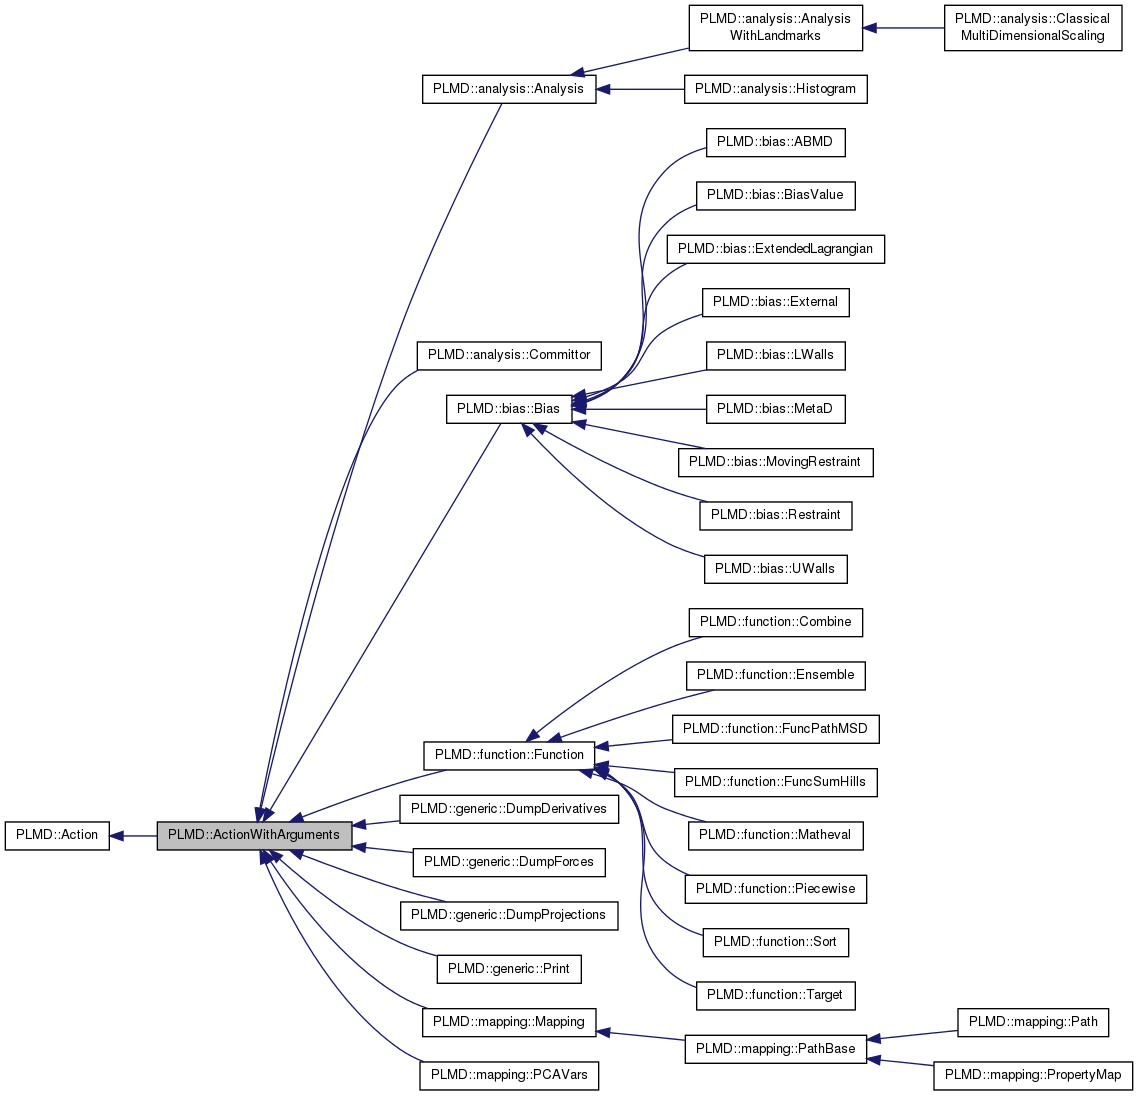 PLMD::analysis::Analysis
WithLandmarks
PLMD::analysis::Classical
MultiDimensionalScaling
PLMD::analysis::Analysis
PLMD::analysis::Histogram
PLMD::bias::ABMD
PLMD::bias::BiasValue
PLMD::bias::ExtendedLagrangian
PLMD::bias::External
PLMD::analysis::Committor
PLMD::bias::LWalls
PLMD::bias::Bias
PLMD::bias::MetaD
PLMD::bias::MovingRestraint
PLMD::bias::Restraint
PLMD::bias::UWalls
PLMD::function::Combine
PLMD::function::Ensemble
PLMD::function::FuncPathMSD
PLMD::function::Function
PLMD::function::FuncSumHills
PLMD::generic::DumpDerivatives
PLMD::Action
PLMD::ActionWithArguments
PLMD::function::Matheval
PLMD::generic::DumpForces
PLMD::function::Piecewise
PLMD::generic::DumpProjections
PLMD::function::Sort
PLMD::generic::Print
PLMD::function::Target
PLMD::mapping::Mapping
PLMD::mapping::Path
PLMD::mapping::PathBase
PLMD::mapping::PCAVars
PLMD::mapping::PropertyMap